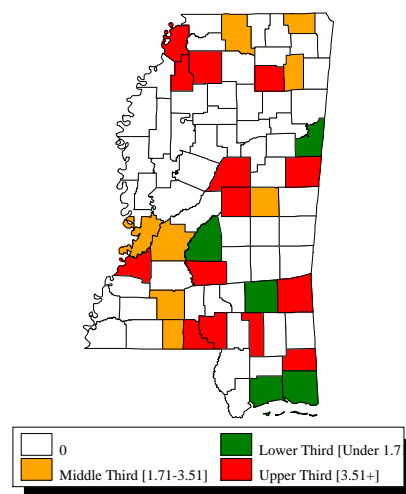 0
Lower Third [Under 1.7
Middle Third [1.71-3.51]
Upper Third [3.51+]